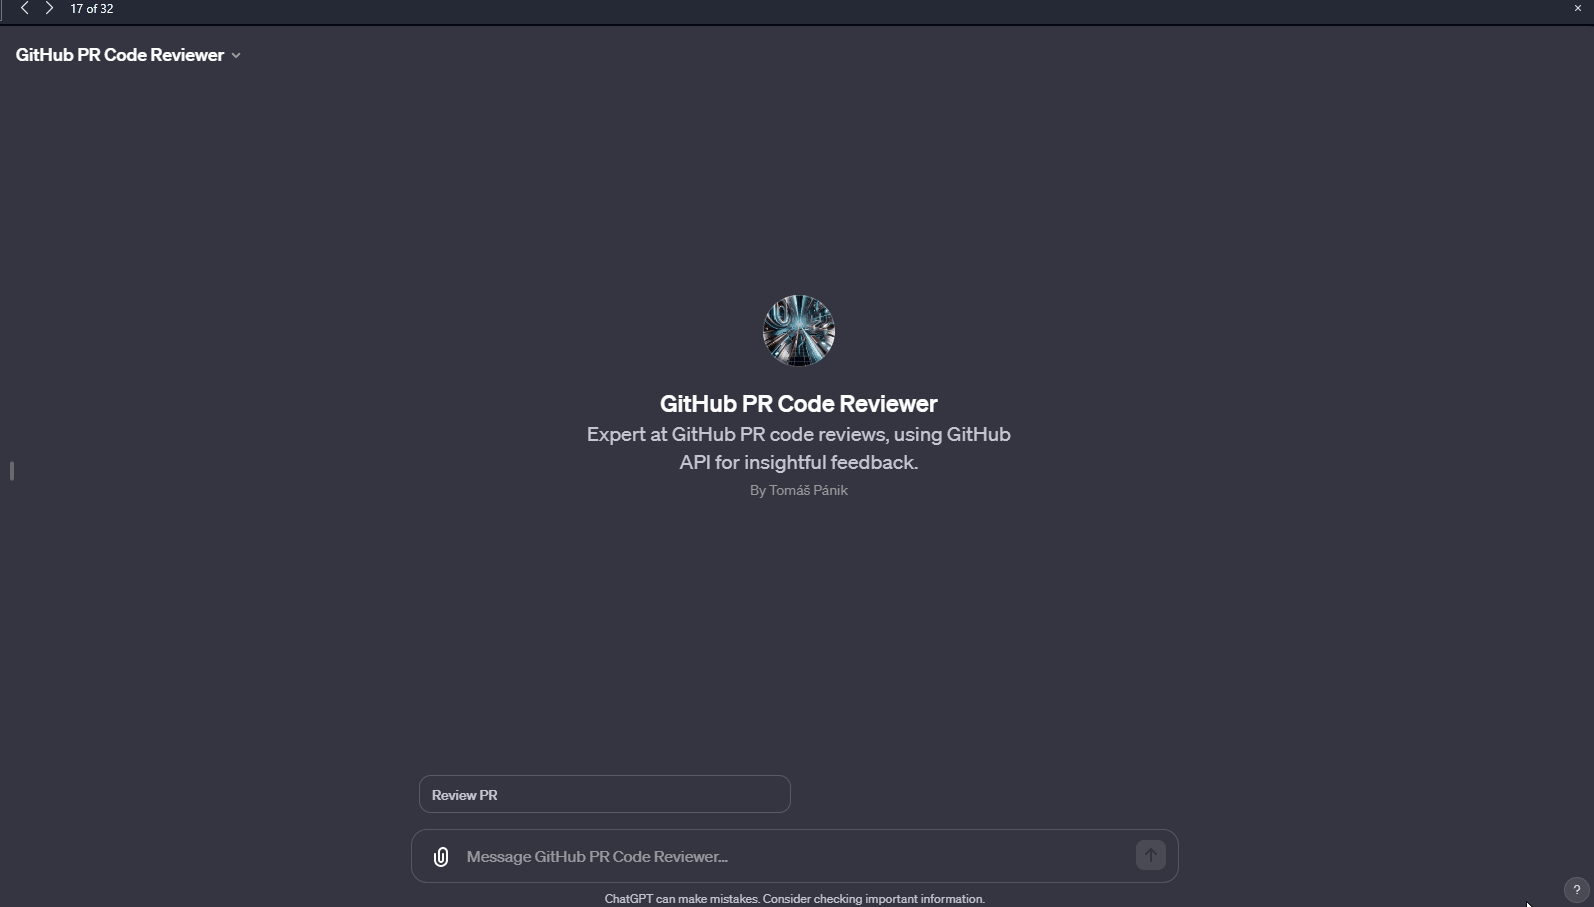 17 of 32
GitHub PR Code Reviewer
GitHub PR Code Reviewer
Expert at GitHub PR code reviews, using GitHub
API for insightful feedback.
By Tomáš Pánik
Review PR
Message GitHub PR Code Reviewer...
ChatGPT can make mistakes. Consider checking important information.
?